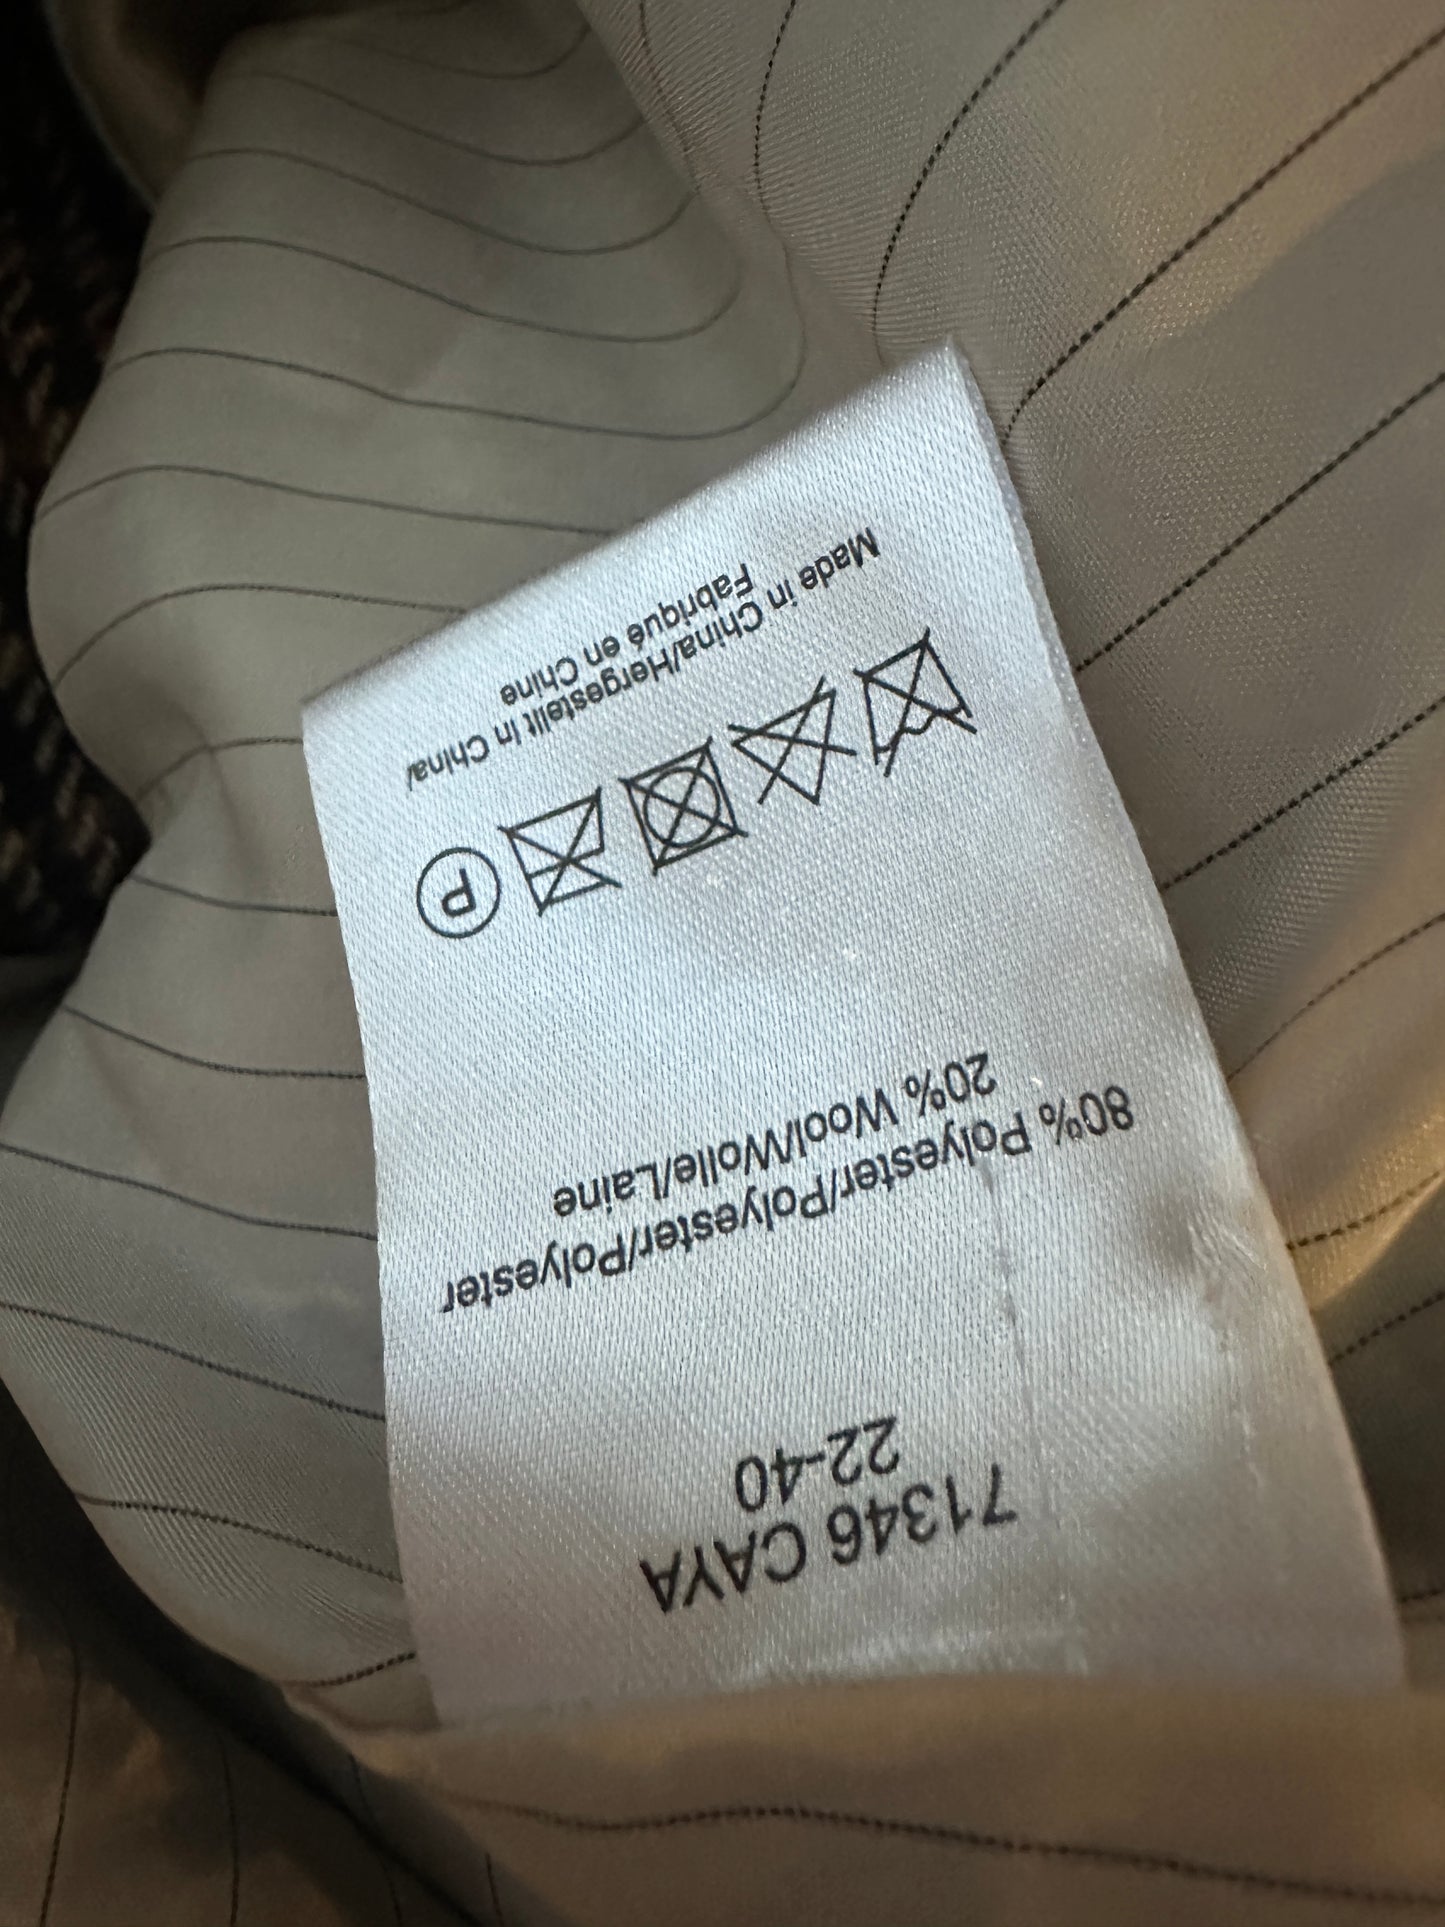 71346 CAYA
22-40
80% Polyester/Polyester/Polyester
20% Wool/Wolle/Laine
P
Made in China/Hergestellt in China/
Fabriqué en Chine